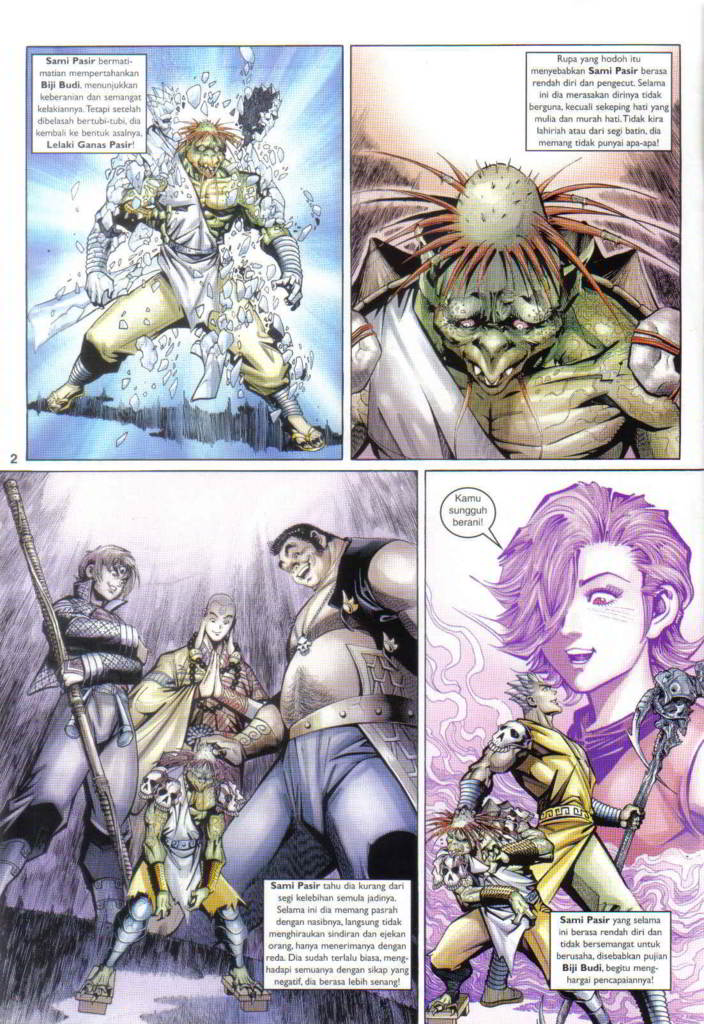 Sami Pasir bermati-
matian mempertahankan
Biji Budi, menunjukkan
keberanian dan semangat
kelakiannya. Tetapi setelah
dibelasah bertubi-tubi, dia
kembali ke bentuk asalnya,
Lelaki Ganas Pasir!
Rupa yang hodoh itu
menyebabkan Sami Pasir berasa
rendah diri dan pengecut. Selama
ini dia merasakan dirinya tidak
berguna, kecuali sekeping hati yang
mulia dan murah hati. Tidak kira
lahiriah atau dari segi batin, dia
memang tidak punyai apa-apa!
2
Kamu
sungguh
berani!
Sami Pasir tahu dia kurang dari
segi kelebihan semula jadinya.
Selama ini dia memang pasrah
dengan nasibnya, langsung tidak
menghiraukan sindiran dan ejekan
orang, hanya menerimanya dengan
reda. Dia sudah terlalu biasa, meng-
hadapi semuanya dengan sikap yang
negatif, dia berasa lebih senang!
Sami Pasir yang selama
ini berasa rendah diri dan
tidak bersemangat untuk
berusaha, disebabkan pujian
Biji Budi, begitu meng-
hargai pencapaiannya!